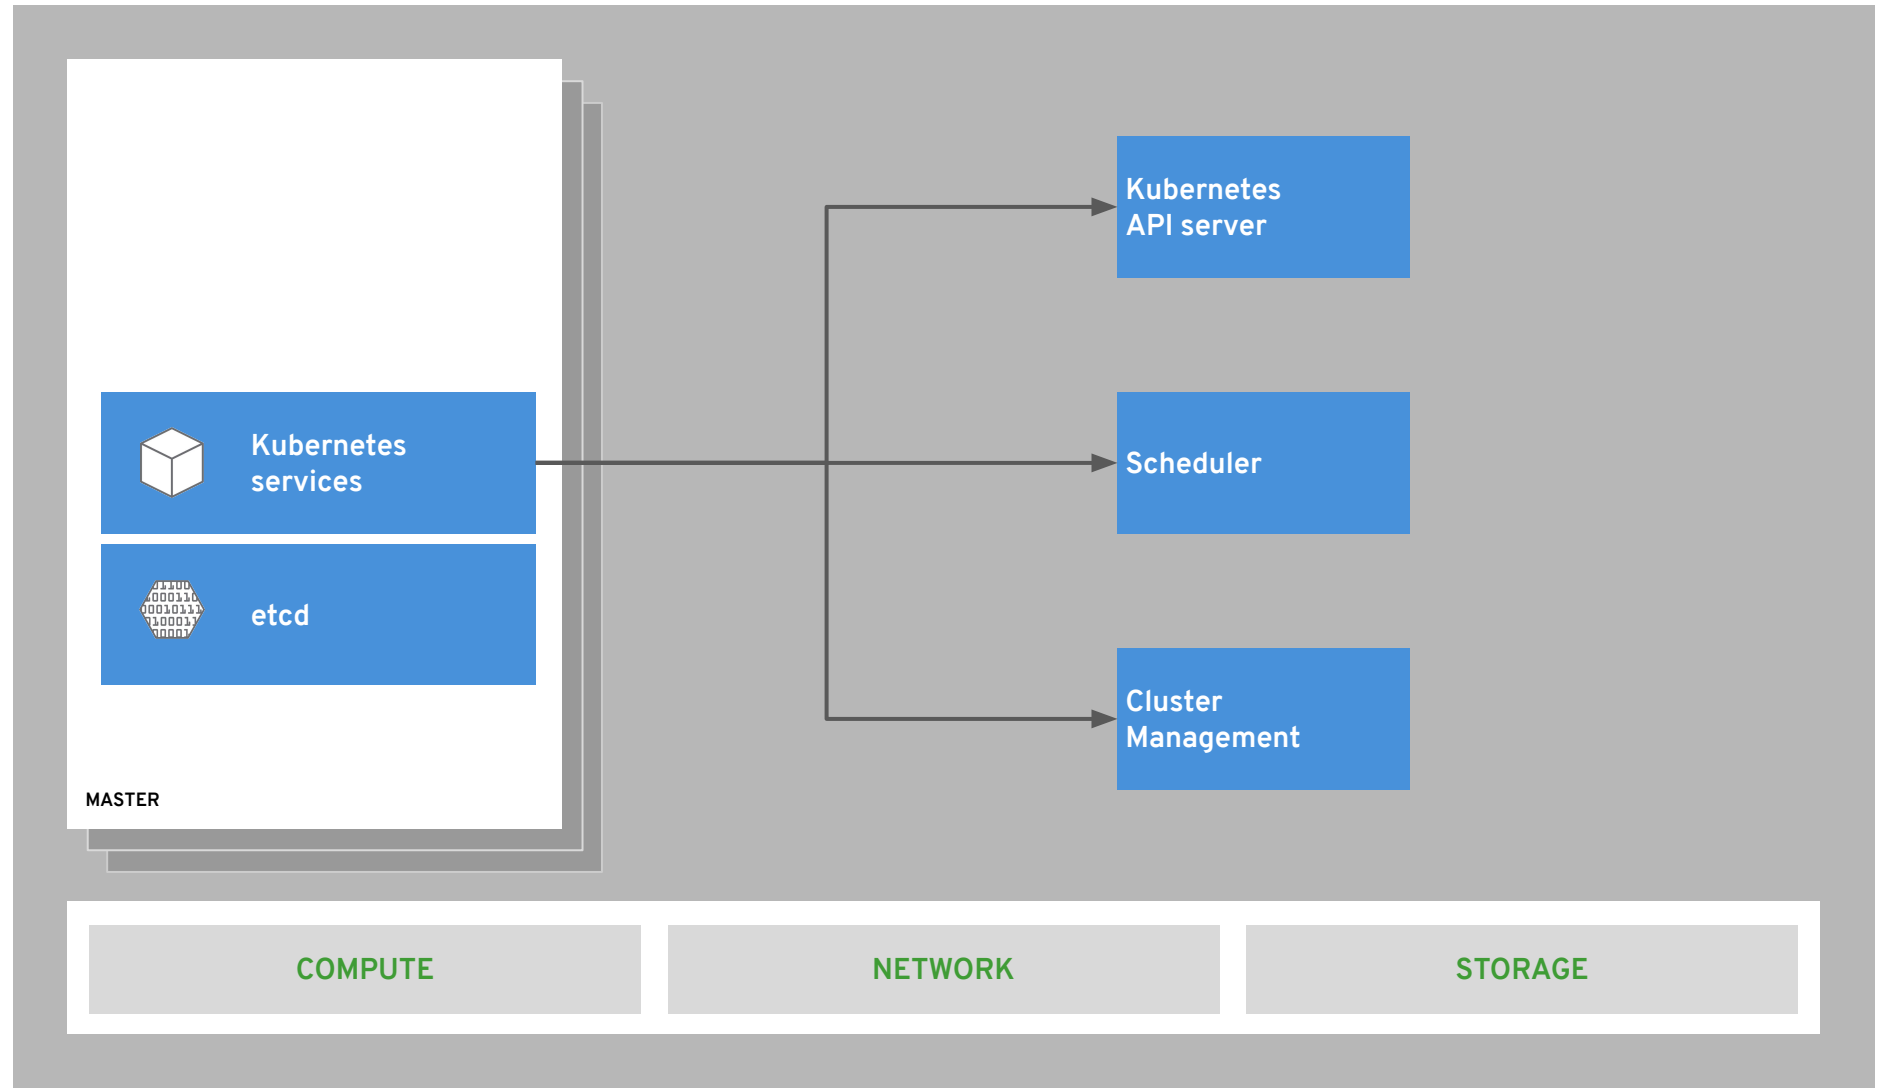 Kubernetes
API server
Kubernetes
services
Scheduler
etcd
Cluster
Management
MASTER
COMPUTE
NETWORK
STORAGE